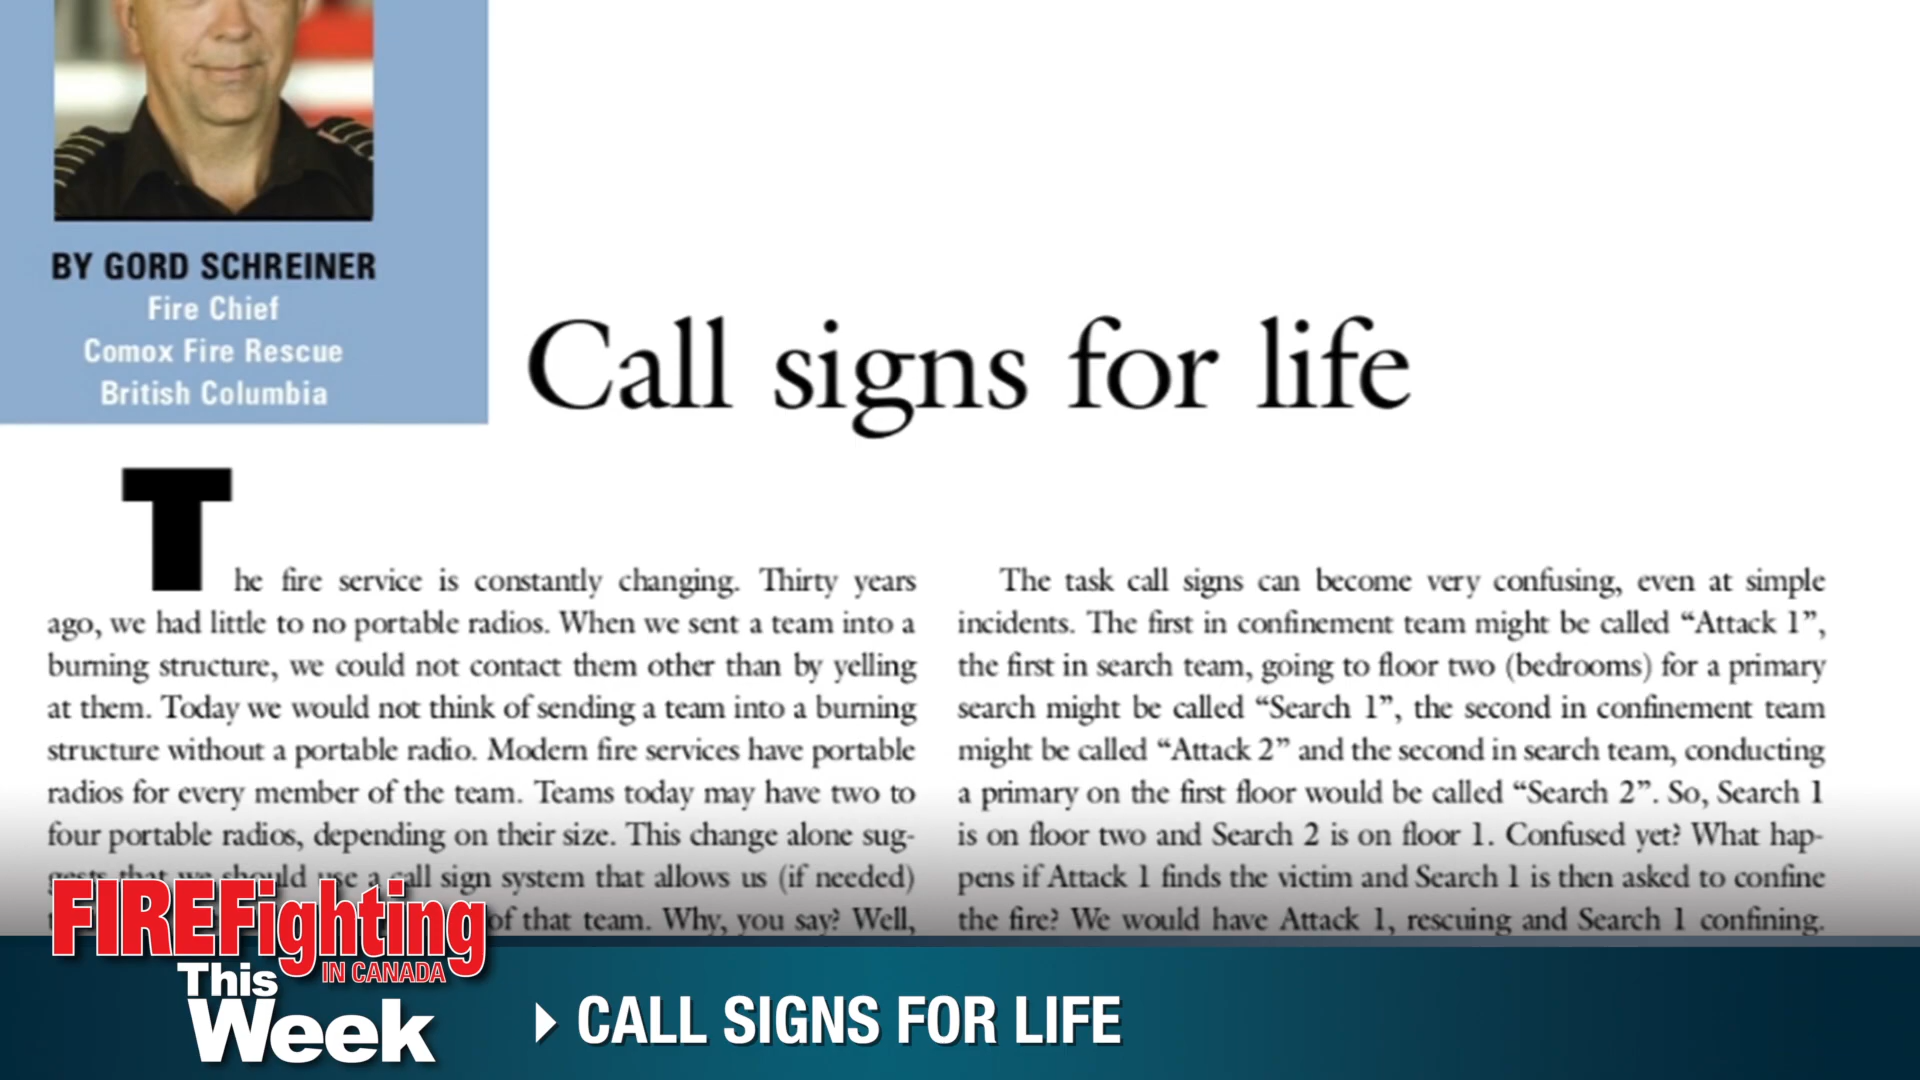 BY GORD SCHREINER
Fire Chief
Comox Fire Rescue
British Columbia
Call signs for life
The fire service is constantly changing. Thirty years
ago, we had little to no portable radios. When we sent a team into a
burning structure, we could not contact them other than by yelling
at them. Today we would not think of sending a team into a burning
structure without a portable radio. Modern fire services have portable
radios for every member of the team. Teams today may have two to
four portable radios, depending on their size. This change alone sug-
gests that we should use a call sign system that allows us (if needed)
of that team. Why, you say? Well,
The task call signs can become very confusing, even at simple
incidents. The first in confinement team might be called “Attack 1”,
the first in search team, going to floor two (bedrooms) for a primary
search might be called “Search 1”, the second in confinement team
might be called “Attack 2” and the second in search team, conducting
a primary on the first floor would be called “Search 2”. So, Search 1
is on floor two and Search 2 is on floor 1. Confused yet? What hap-
pens if Attack 1 finds the victim and Search 1 is then asked to confine
the fire? We would have Attack 1, rescuing and Search 1 confining.
FIREFighting
IN CANADA
This
Week
CALL SIGNS FOR LIFE